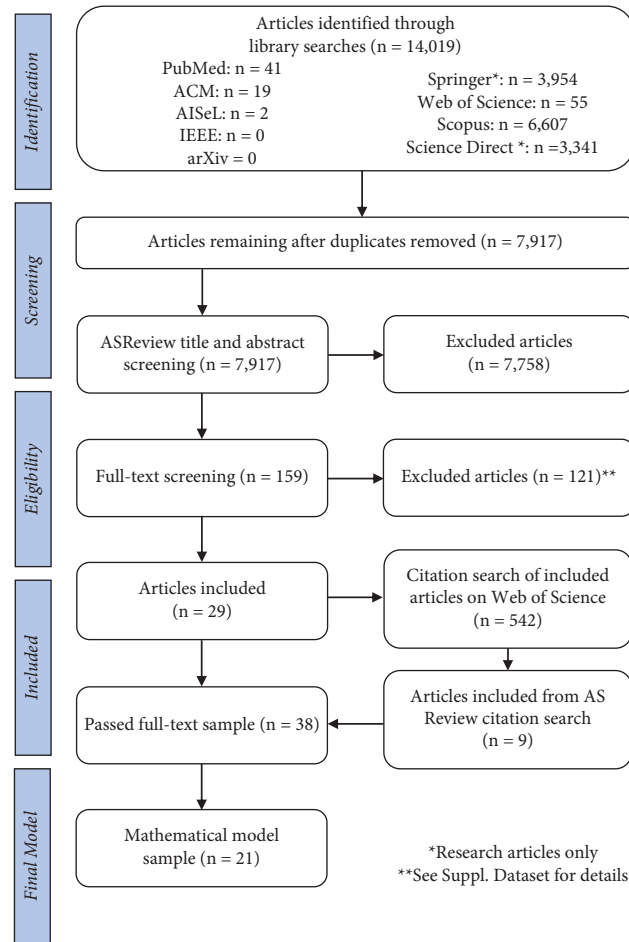 Identification
Articles identified through
library searches (n = 14,019)
PubMed: n = 41
ACM: n = 19
AISeL: n = 2
IEEE: n = 0
arXiv = 0
Springer*: n = 3,954
Web of Science: n = 55
Scopus: n = 6,607
Science Direct *: n =3,341
Screening
Articles remaining after duplicates removed (n = 7,917)
ASReview title and abstract
screening (n = 7,917)
Excluded articles
(n = 7,758)
Eligibility
Full-text screening (n = 159)
Excluded articles (n = 121)**
Included
Articles included
(n = 29)
Citation search of included
articles on Web of Science
(n = 542)
Passed full-text sample (n = 38)
Articles included from AS
Review citation search
(n = 9)
Final Model
Mathematical model
sample (n = 21)
*Research articles only
**See Suppl. Dataset for details